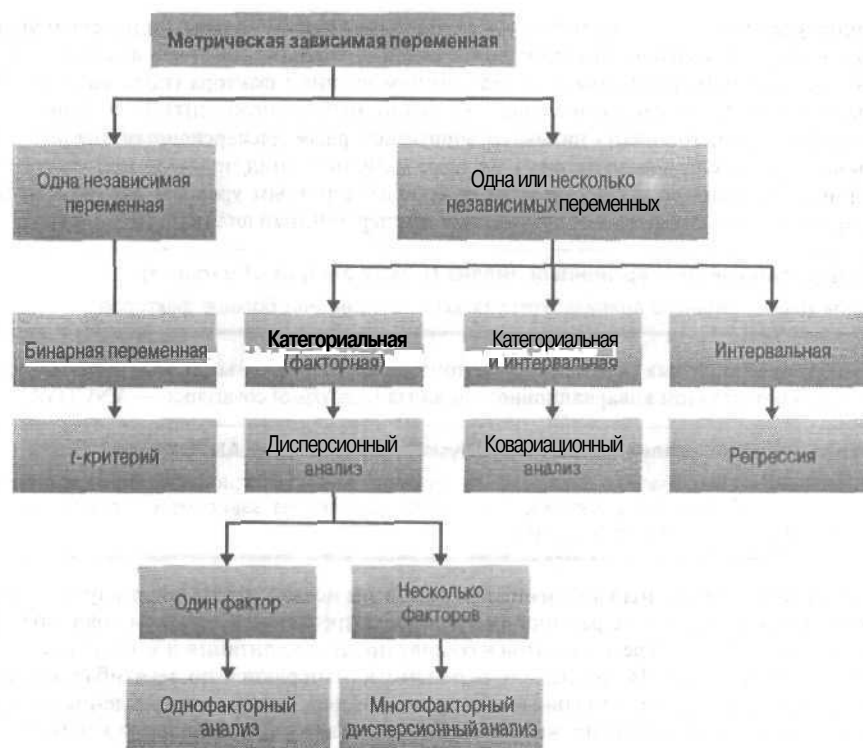 Метрическая зависимая переменная
Одна независимая
переменная
Одна или несколько
независимых переменных
Бинарная переменная
Категориальная
(факторная)
Категориальная
и интервальная
Интервальная
t-критерий
Дисперсионный
анализ
Ковариационный
анализ
Регрессия
Один фактор
Несколько
факторов
Однофакторный
анализ
Многофакторный
дисперсионный анализ